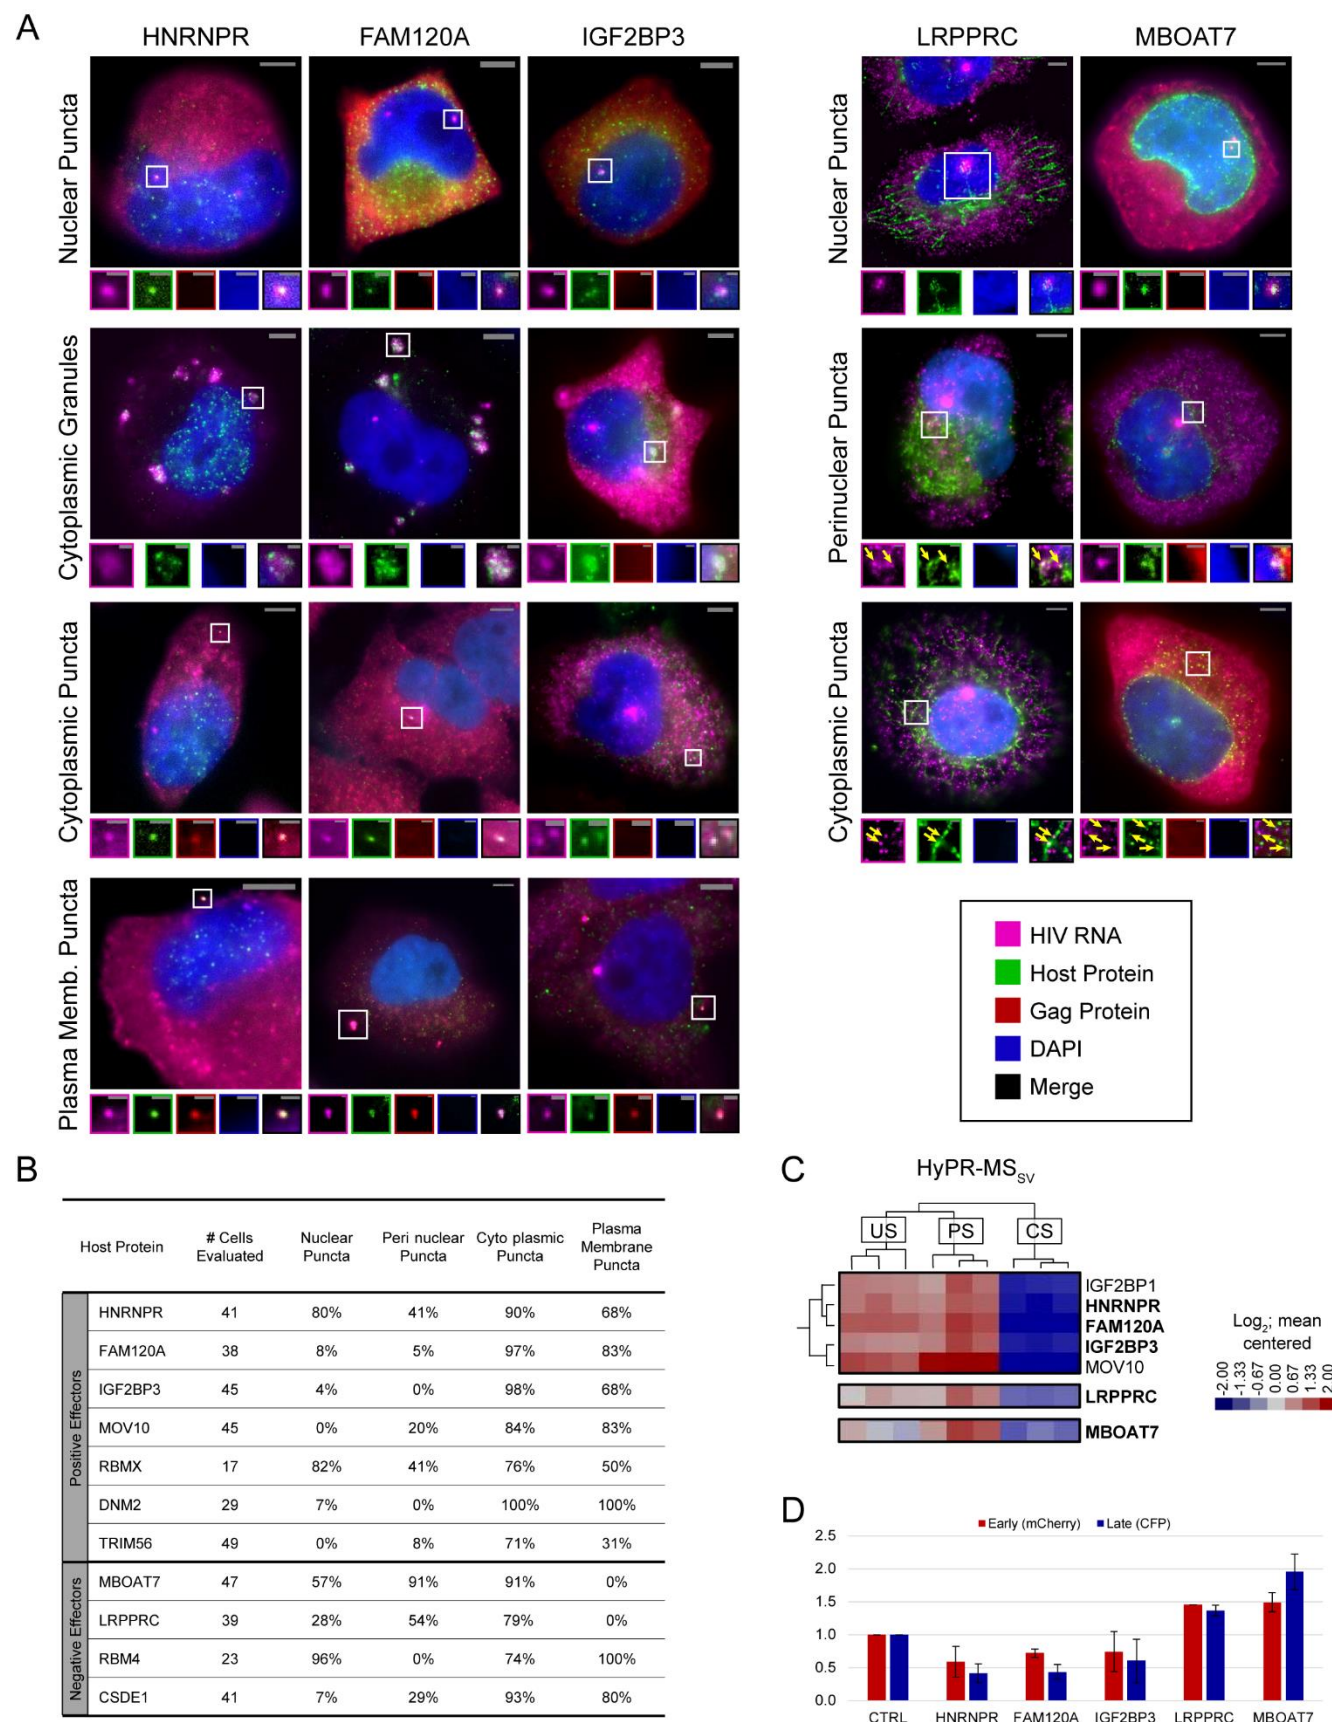 A
HNRNPR FAM120A IGF2BP3 LRPPRC MBOAT7
Nuclear Puncta
Cytoplasmic Granules
Cytoplasmic Puncta
Plasma Memb. Puncta
Nuclear Puncta
Perinuclear Puncta
Cytoplasmic Puncta
HIV RNA
Host Protein
Gag Protein
DAPI
Merge
B
Host Protein # Cells Evaluated Nuclear Puncta Peri nuclear Puncta Cyto plasmic Puncta Plasma Membrane Puncta
Positive Effectors
HNRNPR 41 80% 41% 90% 68%
FAM120A 38 8% 5% 97% 83%
IGF2BP3 45 4% 0% 98% 68%
MOV10 45 0% 20% 84% 83%
RBMX 17 82% 41% 76% 50%
DNM2 29 7% 0% 100% 100%
TRIM56 49 0% 8% 71% 31%
Negative Effectors
MBOAT7 47 57% 91% 91% 0%
LRPPRC 39 28% 54% 79% 0%
RBM4 23 96% 0% 74% 100%
CSDE1 41 7% 29% 93% 80%
C
HyPR-MSSV
US PS CS
IGF2BP1
HNRNPR
FAM120A
IGF2BP3
MOV10
LRPPRC
MBOAT7
Log2; mean
centered
-2.00 -1.33 -0.67 0.00 0.67 1.33 2.00
D
Early (mCherry) Late (CFP)
2.5
2.0
1.5
1.0
0.5
0.0
CTRL HNRNPR FAM120A IGF2BP3 LRPPRC MBOAT7